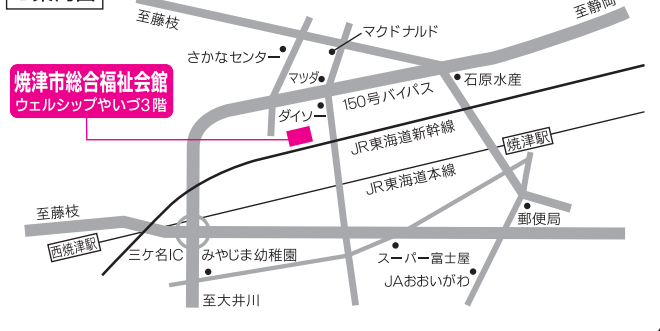 ご案内図
至藤枝
至静岡
マクドナルド
さかなセンター
焼津市総合福祉会館
ウェルシップやいづ3階
マツダ
石原水産
150号バイパス
ダイソー
JR東海道新幹線
焼津駅
JR東海道本線
至藤枝
郵便局
西焼津駅
三ケ名IC
みやじま幼稚園
スーパー富士屋
JAおおいがわ
至大井川